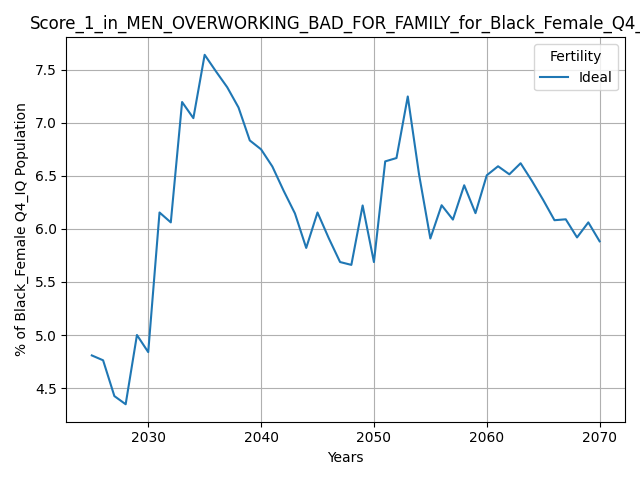 Score_1_in_MEN_OVERWORKING_BAD_FOR_FAMILY_for_Black_Female_Q4_
Fertility
Ideal
% of Black_Female Q4_IQ Population
7.5
7.0
6.5
6.0
5.5
5.0
4.5
2030 2040 2050 2060 2070
Years